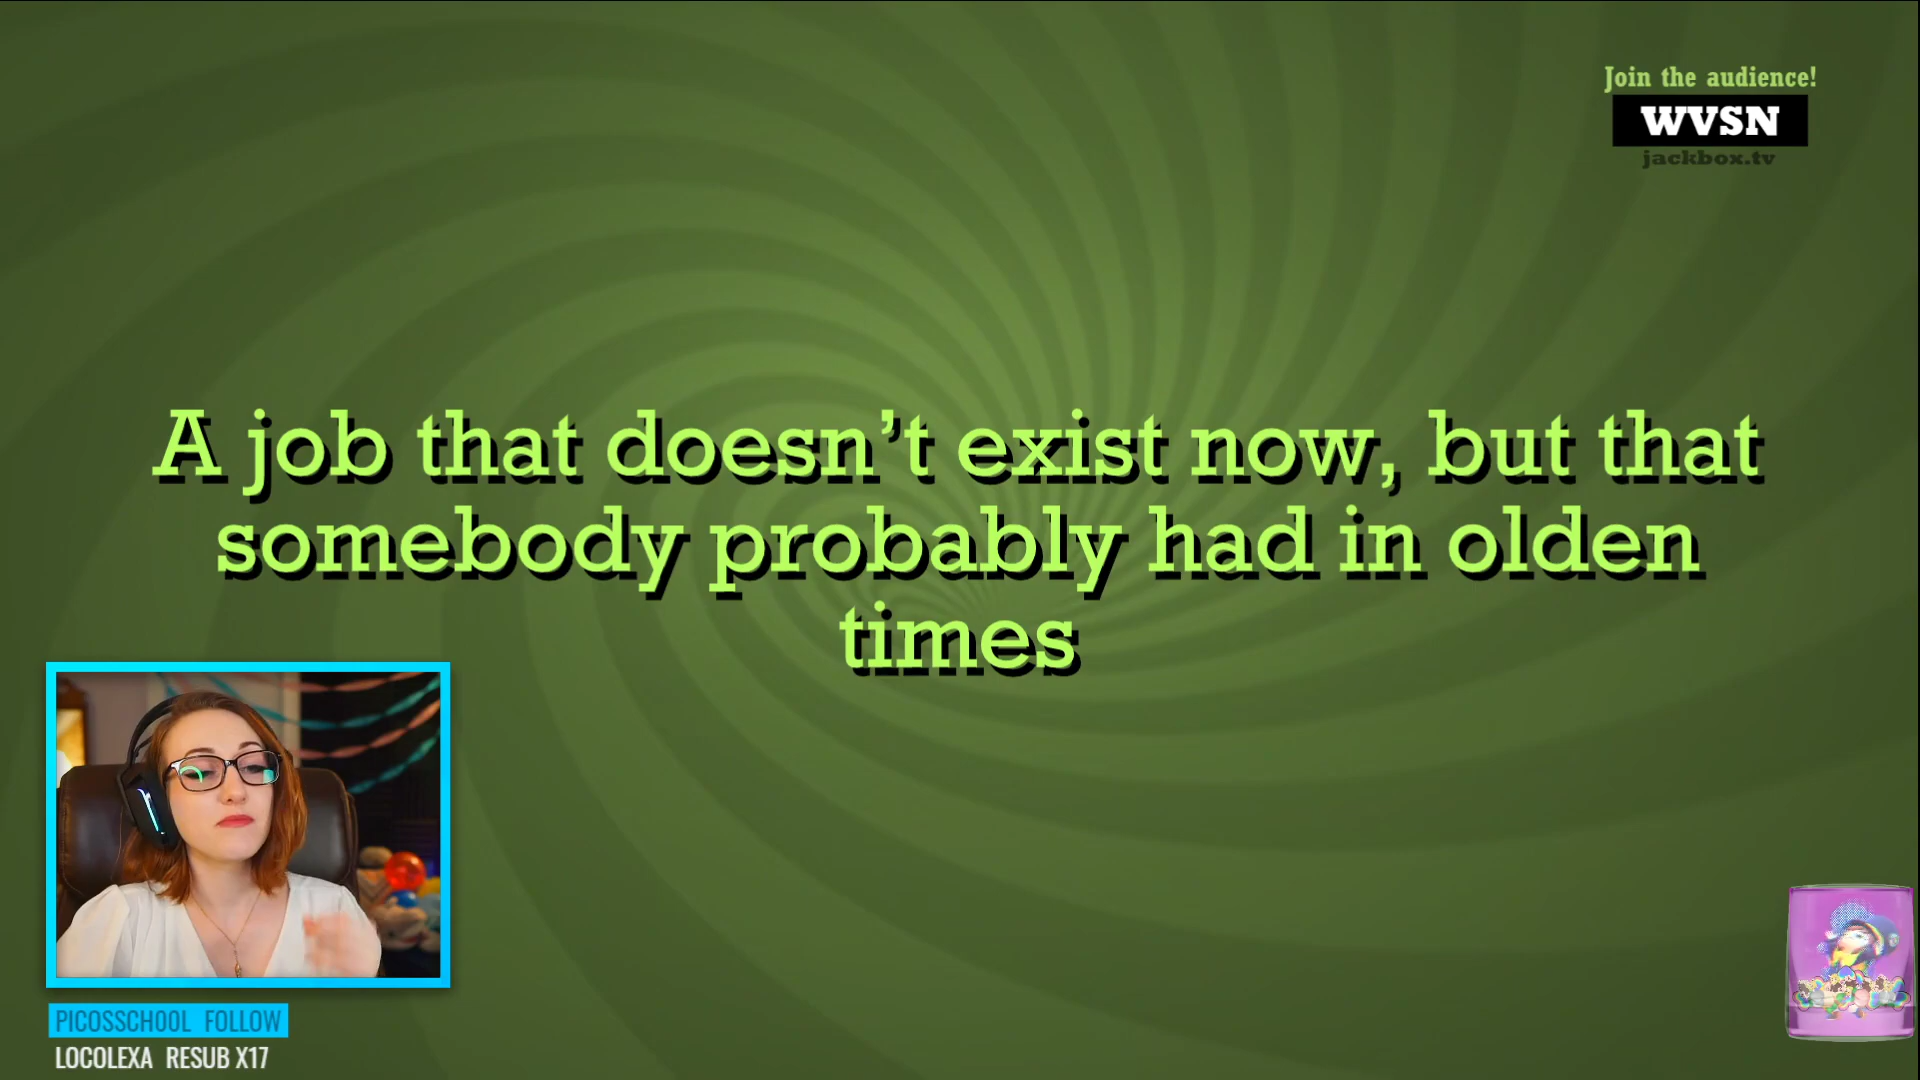 Join the audience!
WVSN
jackbox.tv
A job that doesn’t exist now, but that
somebody probably had in olden
times
PICOSSCHOOL FOLLOW
LOCOLEXA RESUB X17